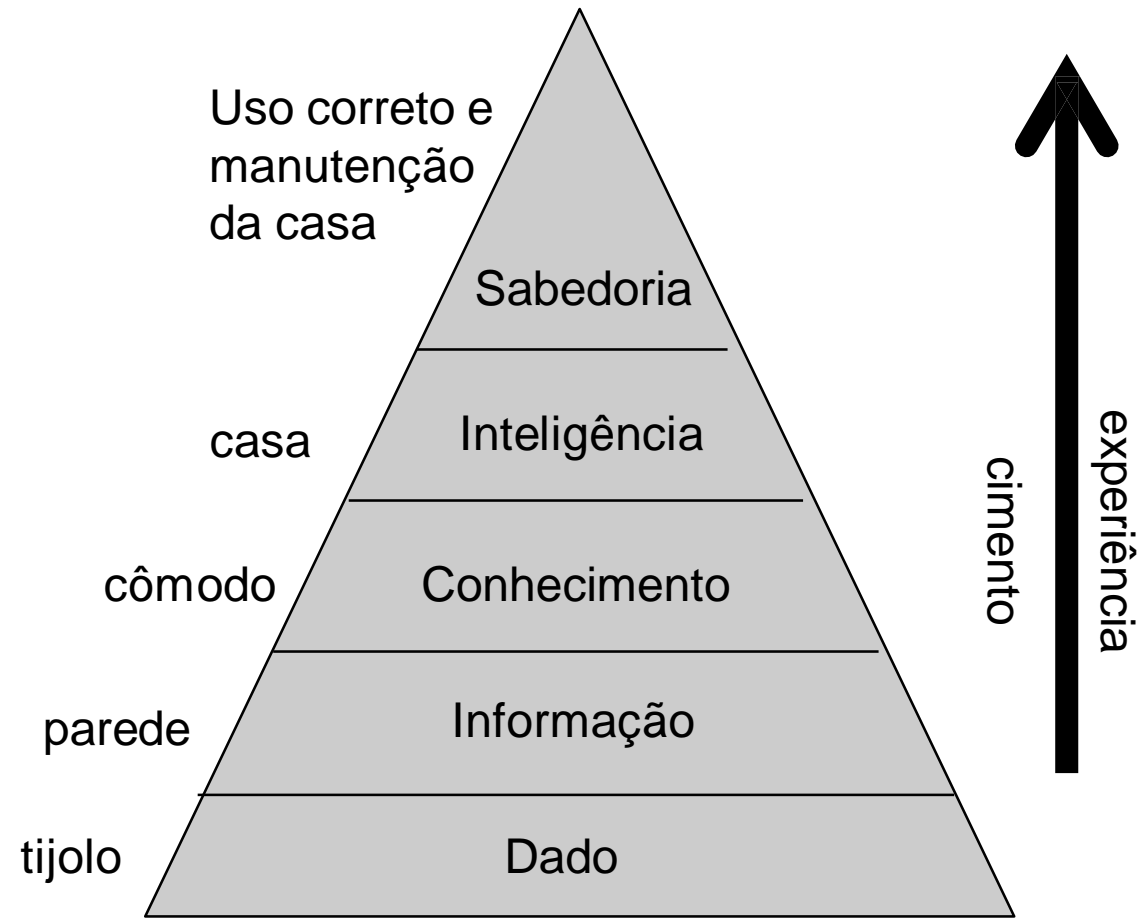 Uso correto e
manutenção
da casa
Sabedoria
casa
Inteligência
cômodo
Conhecimento
parede
Informação
tijolo
Dado
cimento
experiência